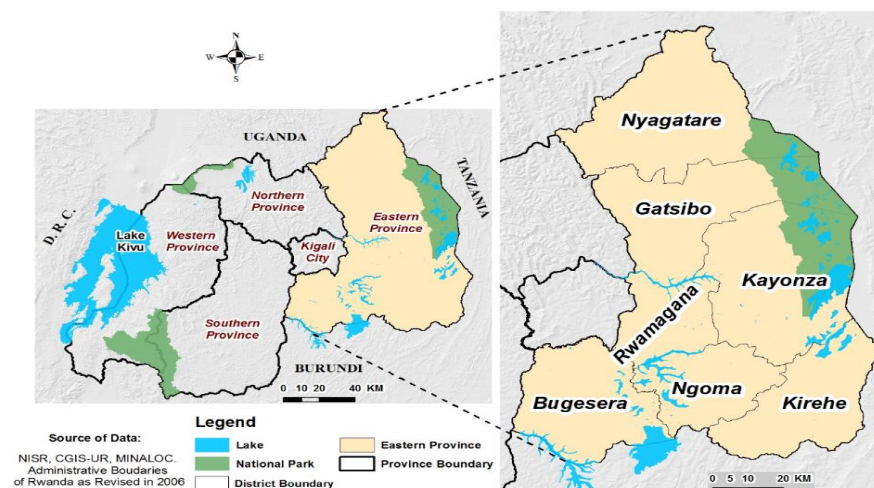 N
W E
S
UGANDA
TANZANIA
D.R.C.
BURUNDI
Lake
Kivu
Western
Province
Northern
Province
Eastern
Province
Kigali
City
Southern
Province
0 10 20 40 KM
Nyagatare
Gatsibo
Kayonza
Rwamagana
Ngoma
Bugesera
Kirehe
0 5 10 20 KM
Source of Data:
NISR, CGIS-UR, MINALOC.
Administrative Boudaries
of Rwanda as Revised in 2006
Legend
Lake
National Park
District Boundary
Eastern Province
Province Boundary